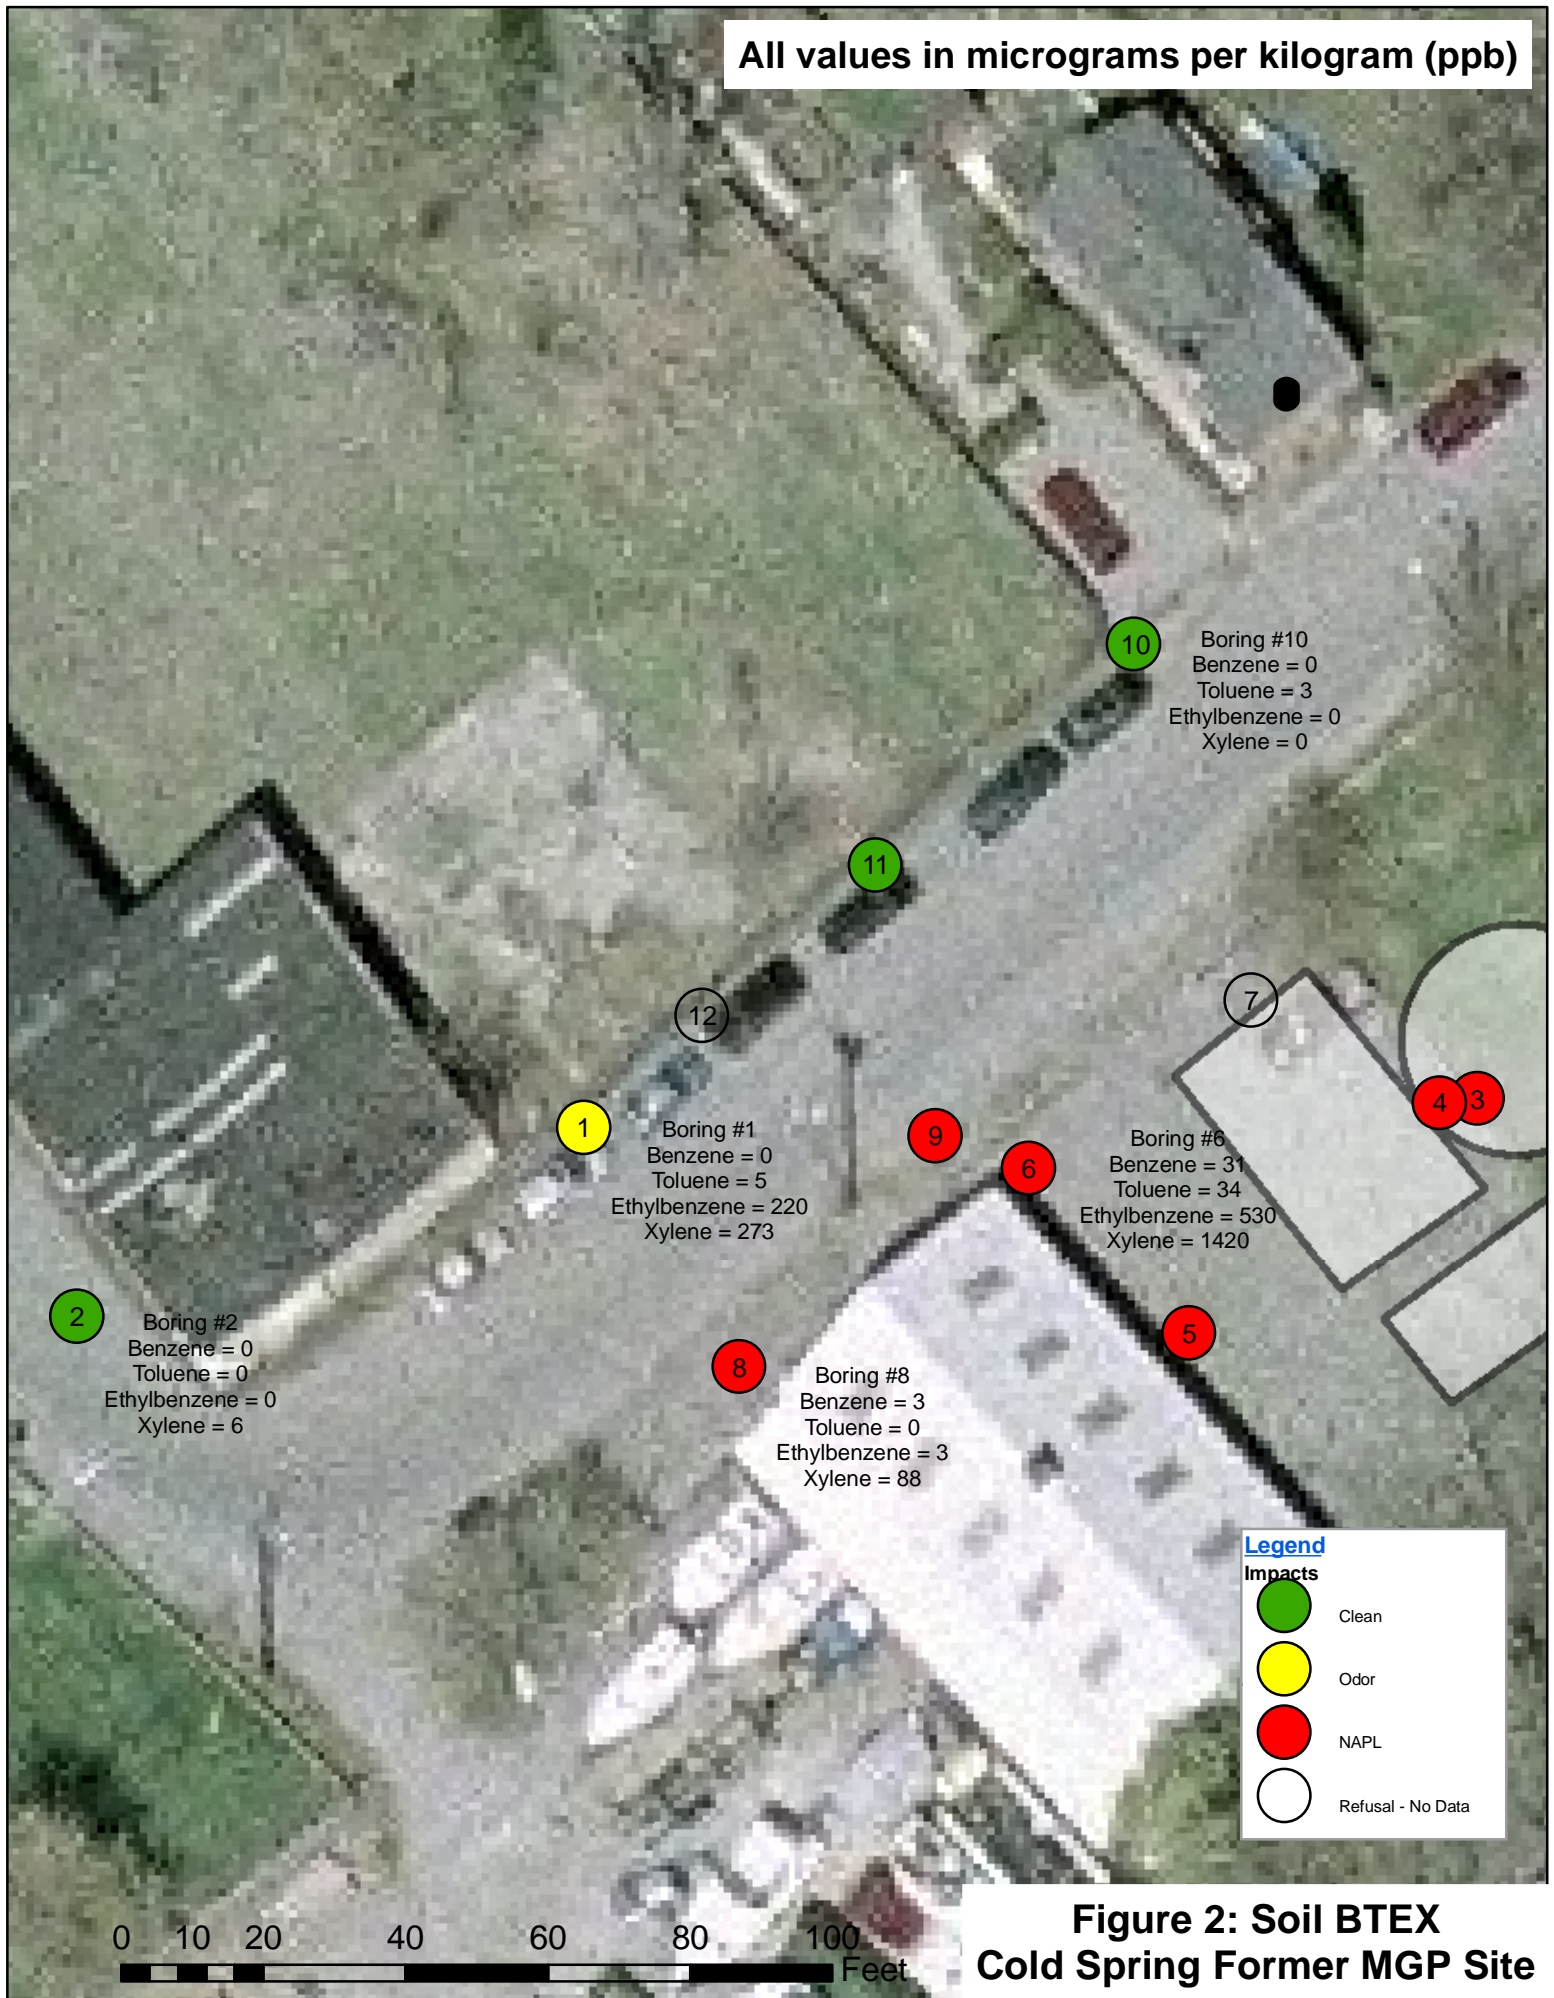 All values in micrograms per kilogram (ppb)
10
Boring #10
Benzene = 0
Toluene = 3
Ethylbenzene = 0
Xylene = 0
11
12
7
4
3
1
Boring #1
Benzene = 0
Toluene = 5
Ethylbenzene = 220
Xylene = 273
9
6
Boring #6
Benzene = 31
Toluene = 34
Ethylbenzene = 530
Xylene = 1420
2
Boring #2
Benzene = 0
Toluene = 0
Ethylbenzene = 0
Xylene = 6
5
8
Boring #8
Benzene = 3
Toluene = 0
Ethylbenzene = 3
Xylene = 88
Legend
Impacts
Clean
Odor
NAPL
Refusal - No Data
0 10 20 40 60 80 100
Feet
Figure 2: Soil BTEX
Cold Spring Former MGP Site